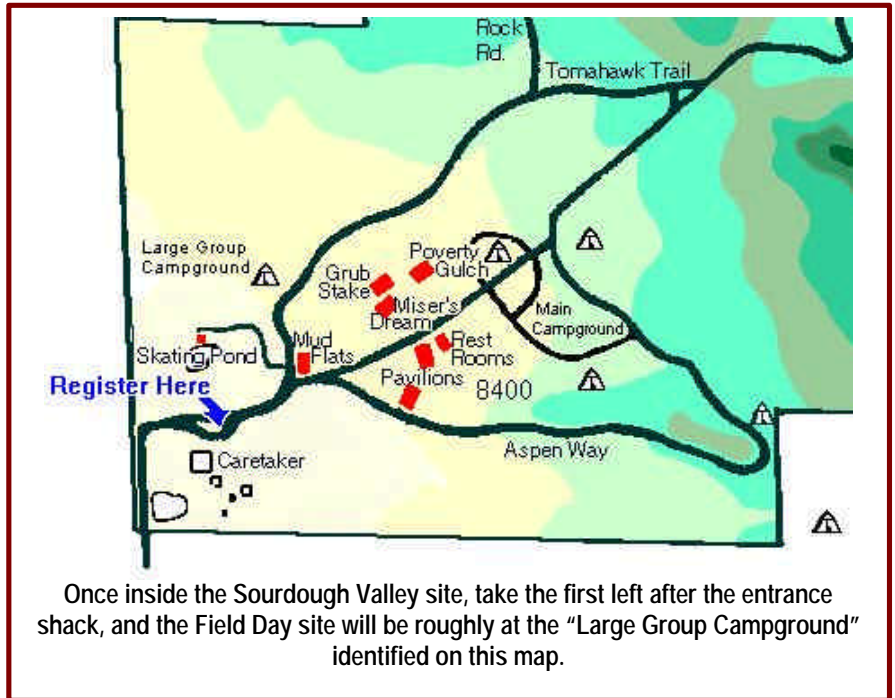 Rock
Rd.
Tomahawk Trail
Large Group
Campground
Poverty
Gulch
Grub
Stake
Miser's
Dream
Main
Campground
Mud
Flats
Rest
Rooms
Skating Pond
Pavilions
Register Here
8400
Aspen Way
Caretaker
Once inside the Sourdough Valley site, take the first left after the entrance
shack, and the Field Day site will be roughly at the “Large Group Campground”
identified on this map.